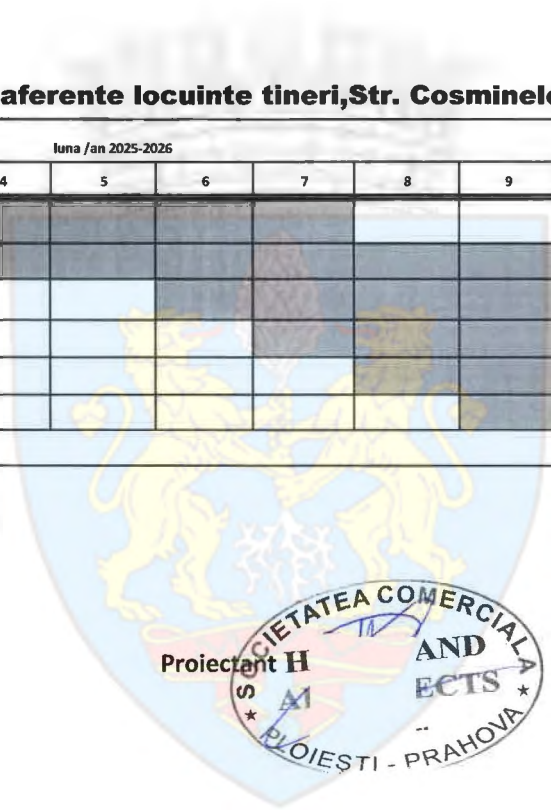 aferente locuinte tineri,Str. Cosminel
luna /an 2025-2026
4 5 6 7 8 9
SOCIETATEA COMERCIALA
Proiectant H AND
ECTS
PLOIEȘTI - PRAHOVA